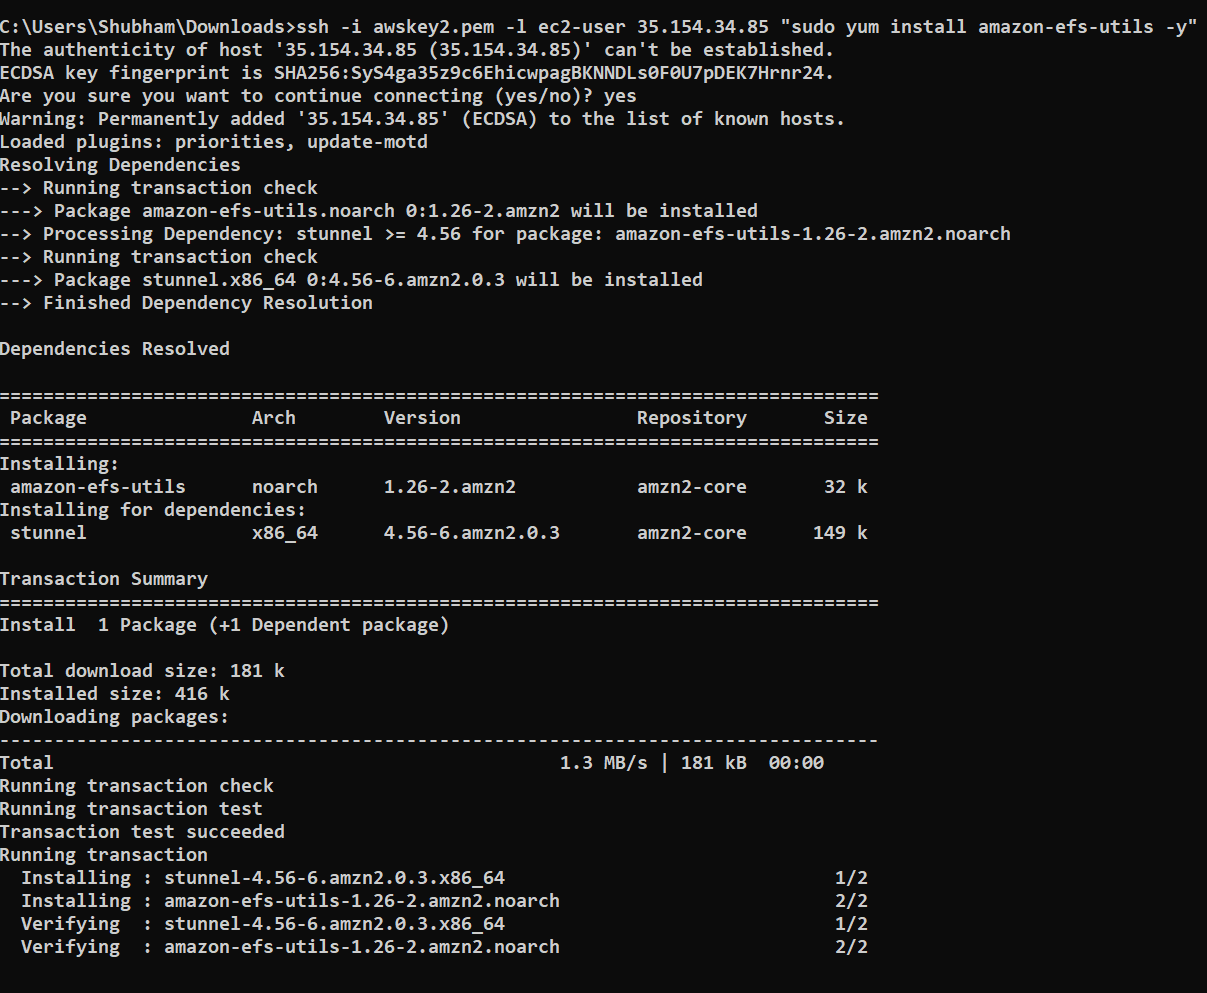 C:\Users\Shubham\Downloads>ssh -i awskey2.pem -l ec2-user 35.154.34.85 "sudo yum install amazon-efs-utils -y"
The authenticity of host '35.154.34.85 (35.154.34.85)' can't be established.
ECDSA key fingerprint is SHA256:SyS4ga35z9c6EhicwpagBKNNDLs0F0U7pDEK7Hrnr24.
Are you sure you want to continue connecting (yes/no)? yes
Warning: Permanently added '35.154.34.85' (ECDSA) to the list of known hosts.
Loaded plugins: priorities, update-motd
Resolving Dependencies
--> Running transaction check
---> Package amazon-efs-utils.noarch 0:1.26-2.amzn2 will be installed
--> Processing Dependency: stunnel >= 4.56 for package: amazon-efs-utils-1.26-2.amzn2.noarch
--> Running transaction check
---> Package stunnel.x86_64 0:4.56-6.amzn2.0.3 will be installed
--> Finished Dependency Resolution

Dependencies Resolved

================================================================================
 Package               Arch        Version                Repository       Size
================================================================================
Installing:
 amazon-efs-utils      noarch      1.26-2.amzn2           amzn2-core       32 k
Installing for dependencies:
 stunnel               x86_64      4.56-6.amzn2.0.3       amzn2-core      149 k

Transaction Summary
================================================================================
Install  1 Package (+1 Dependent package)

Total download size: 181 k
Installed size: 416 k
Downloading packages:
--------------------------------------------------------------------------------
Total                                              1.3 MB/s | 181 kB  00:00
Running transaction check
Running transaction test
Transaction test succeeded
Running transaction
  Installing : stunnel-4.56-6.amzn2.0.3.x86_64                              1/2
  Installing : amazon-efs-utils-1.26-2.amzn2.noarch                         2/2
  Verifying  : stunnel-4.56-6.amzn2.0.3.x86_64                              1/2
  Verifying  : amazon-efs-utils-1.26-2.amzn2.noarch                         2/2